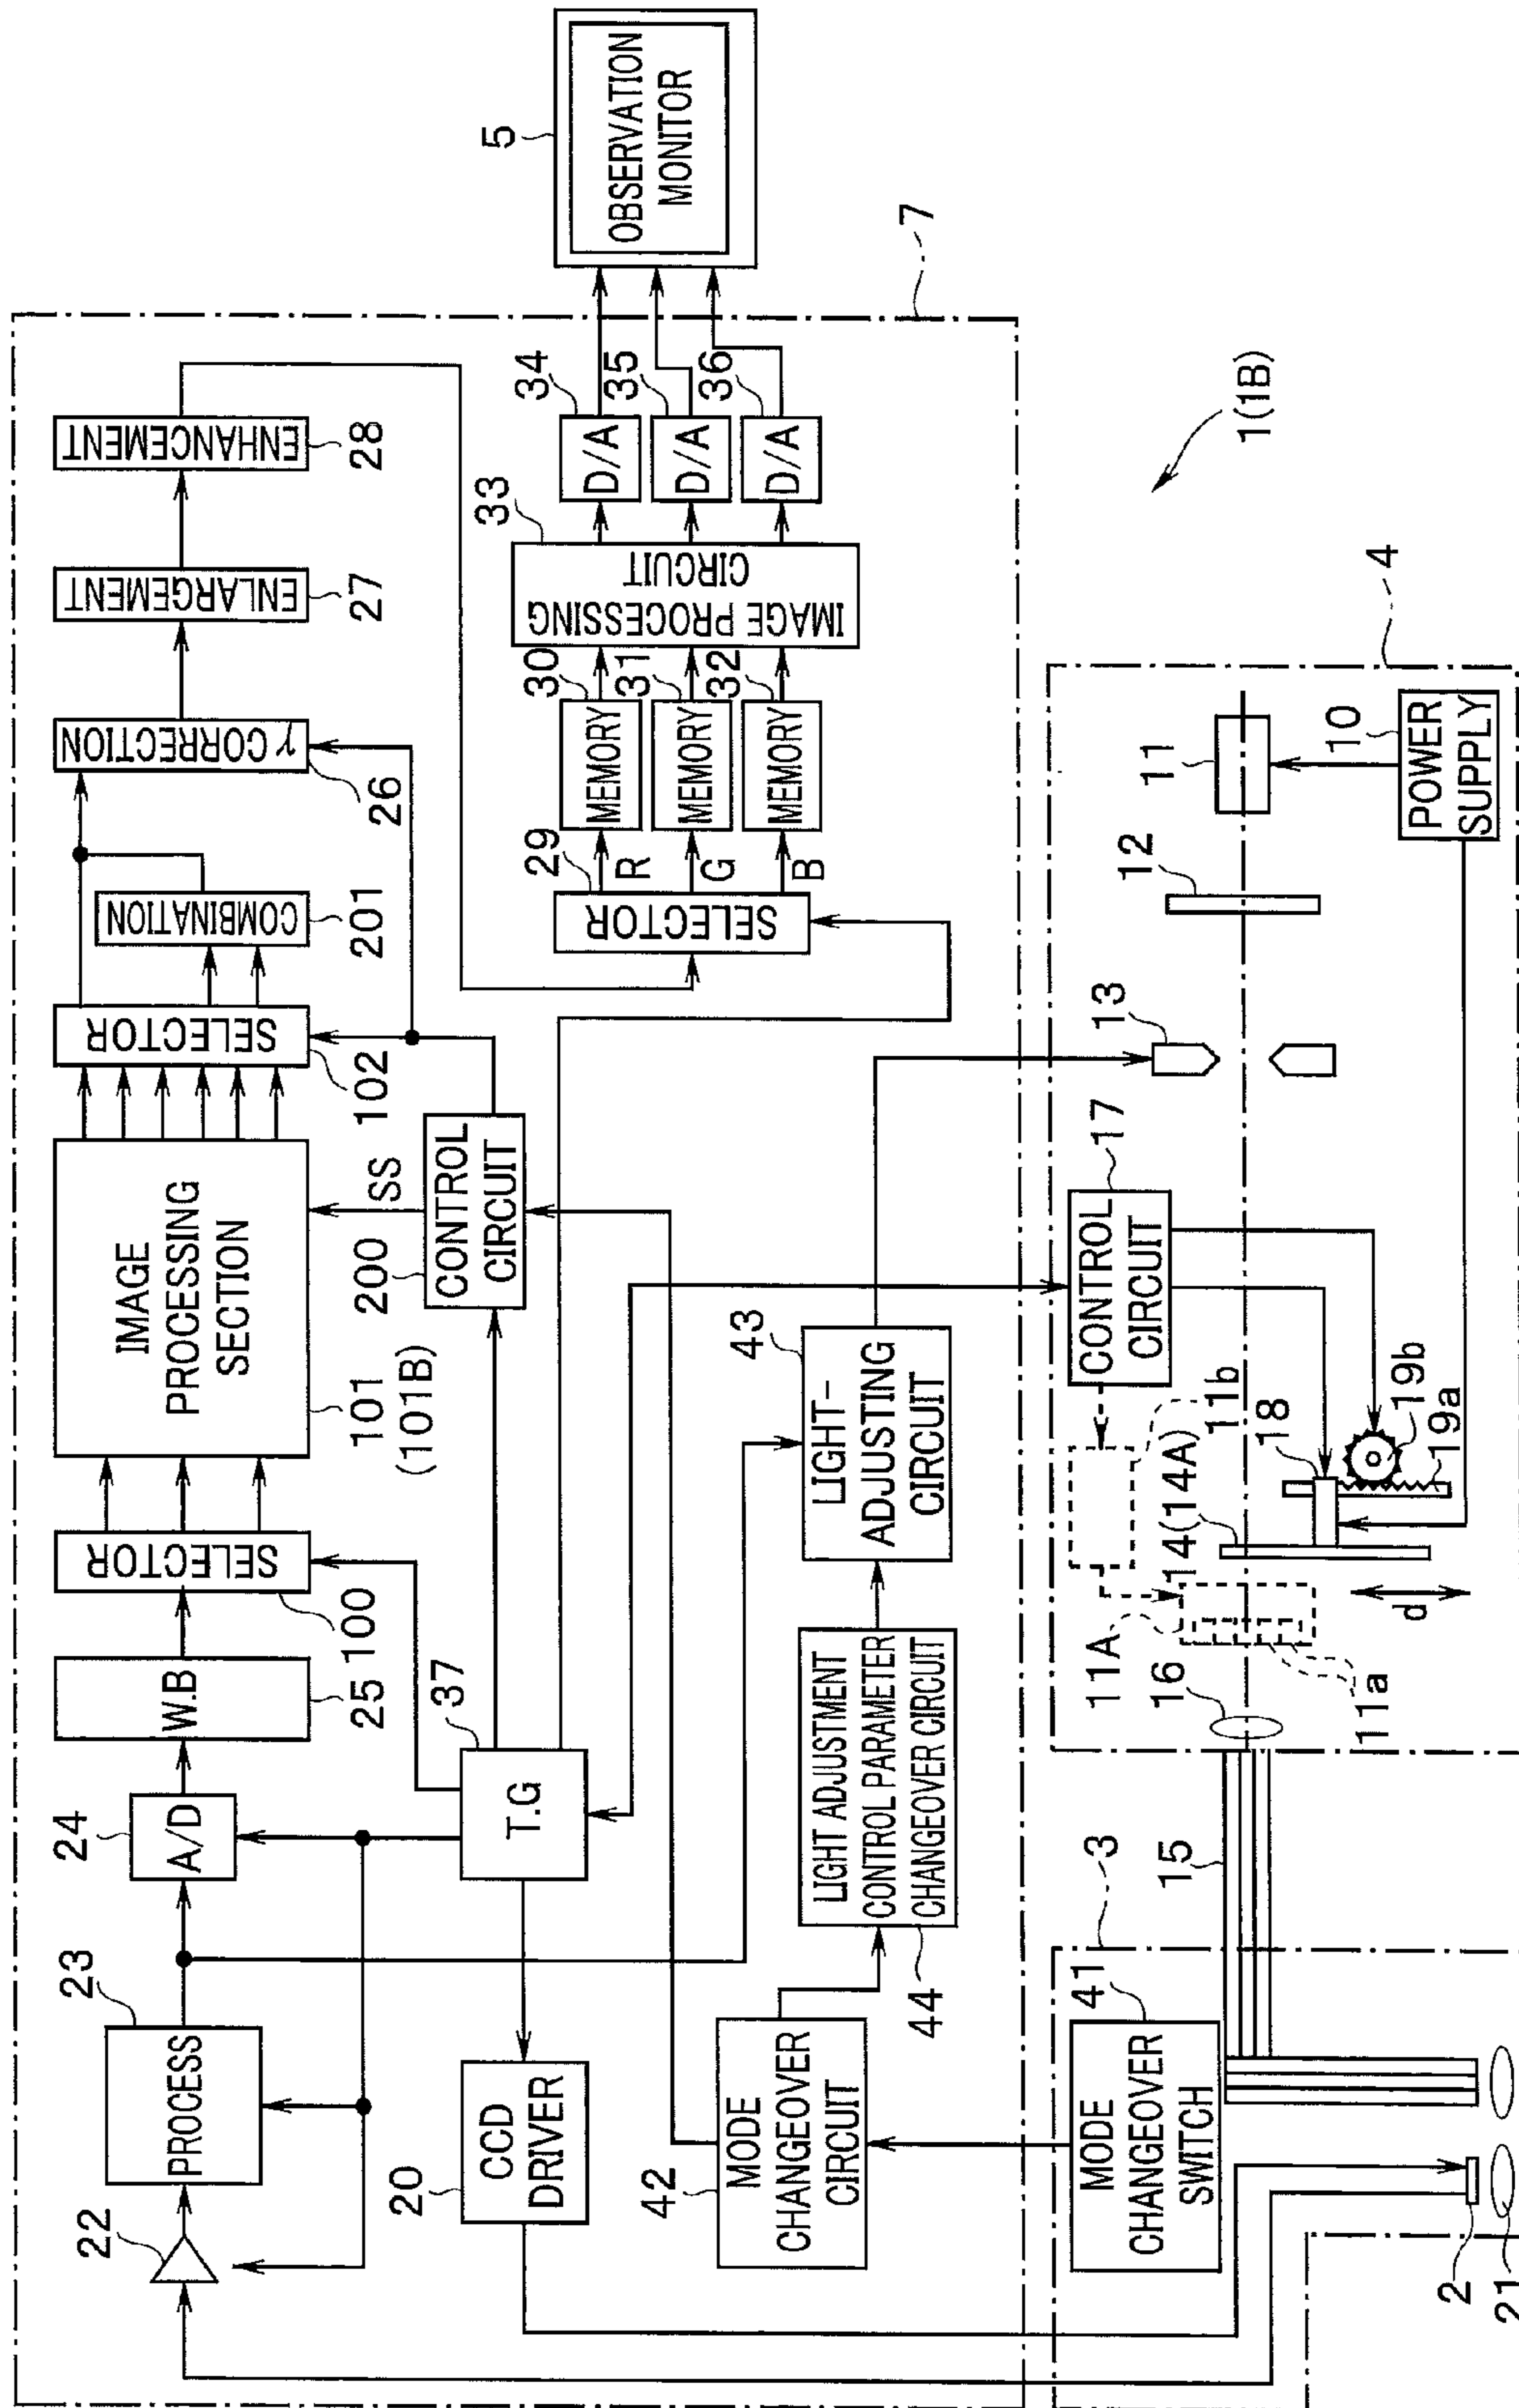 22
23
PROCESS
24
A/D
W.B
25
SELECTOR
100
IMAGE
PROCESSING
SECTION
101
(101B)
SELECTOR
102
COMBINATION
201
γ CORRECTION
26
ENLARGEMENT
27
ENHANCEMENT
28
SS
200
CONTROL
CIRCUIT
37
T.G
20
CCD
DRIVER
29
SELECTOR
R
G
B
30
MEMORY
31
MEMORY
32
MEMORY
33
IMAGE PROCESSING
CIRCUIT
34
D/A
35
D/A
36
D/A
5
OBSERVATION
MONITOR
7
42
MODE
CHANGEOVER
CIRCUIT
LIGHT ADJUSTMENT
CONTROL PARAMETER
CHANGEOVER CIRCUIT
44
43
LIGHT-
ADJUSTING
CIRCUIT
1(1B)
41
MODE
CHANGEOVER
SWITCH
3
15
2
21
16
11A
11a
14(14A)
11b
d
17
CONTROL
CIRCUIT
18
19b
19a
13
12
11
10
POWER
SUPPLY
4